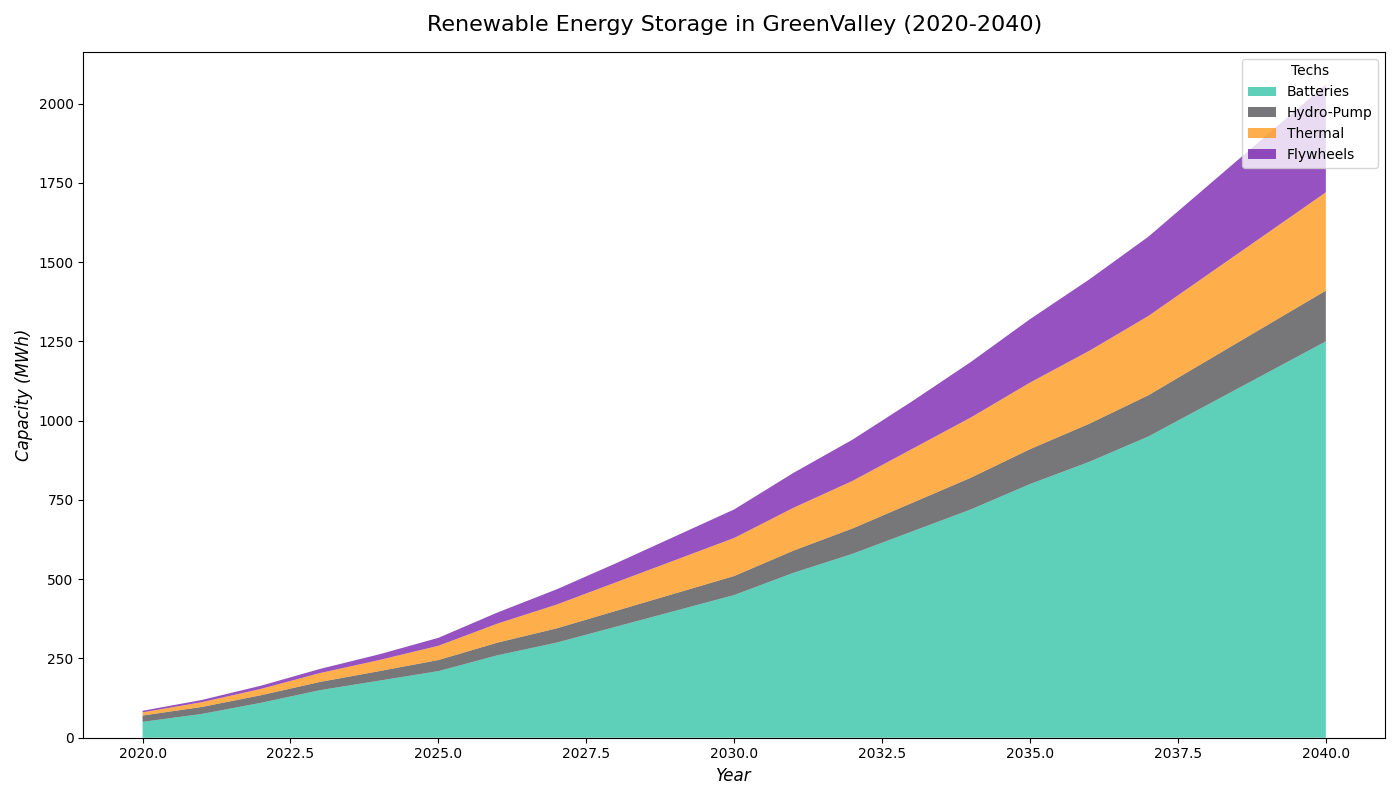 Renewable Energy Storage in GreenValley (2020-2040)
Techs
Batteries
Hydro-Pump
Thermal
Flywheels
Capacity (MWh)
2000
1750
1500
1250
1000
750
500
250
0
2020.0 2022.5 2025.0 2027.5 2030.0 2032.5 2035.0 2037.5 2040.0
Year